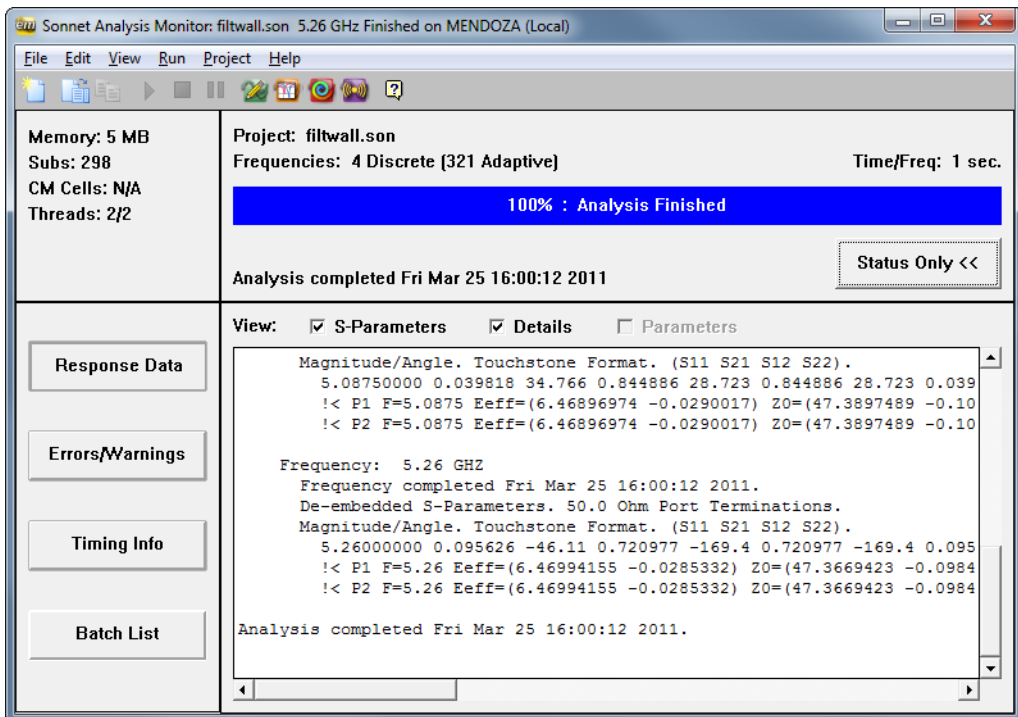 Sonnet Analysis Monitor: filtwall.son 5.26 GHz Finished on MENDOZA (Local)
File Edit View Run Project Help
Memory: 5 MB
Subs: 298
CM Cells: N/A
Threads: 2/2
Project: filtwall.son
Frequencies: 4 Discrete (321 Adaptive)
Time/Freq: 1 sec.
100% : Analysis Finished
Status Only <<
Analysis completed Fri Mar 25 16:00:12 2011
Response Data
Errors/Warnings
Timing Info
Batch List
View: S-Parameters Details Parameters
Magnitude/Angle. Touchstone Format. (S11 S21 S12 S22).
5.08750000 0.039818 34.766 0.844886 28.723 0.844886 28.723 0.039
!< P1 F=5.0875 Eeff=(6.46896974 -0.0290017) Z0=(47.3897489 -0.10
!< P2 F=5.0875 Eeff=(6.46896974 -0.0290017) Z0=(47.3897489 -0.10
Frequency: 5.26 GHZ
Frequency completed Fri Mar 25 16:00:12 2011.
De-embedded S-Parameters. 50.0 Ohm Port Terminations.
Magnitude/Angle. Touchstone Format. (S11 S21 S12 S22).
5.26000000 0.095626 -46.11 0.720977 -169.4 0.720977 -169.4 0.095
!< P1 F=5.26 Eeff=(6.46994155 -0.0285332) Z0=(47.3669423 -0.0984
!< P2 F=5.26 Eeff=(6.46994155 -0.0285332) Z0=(47.3669423 -0.0984
Analysis completed Fri Mar 25 16:00:12 2011.